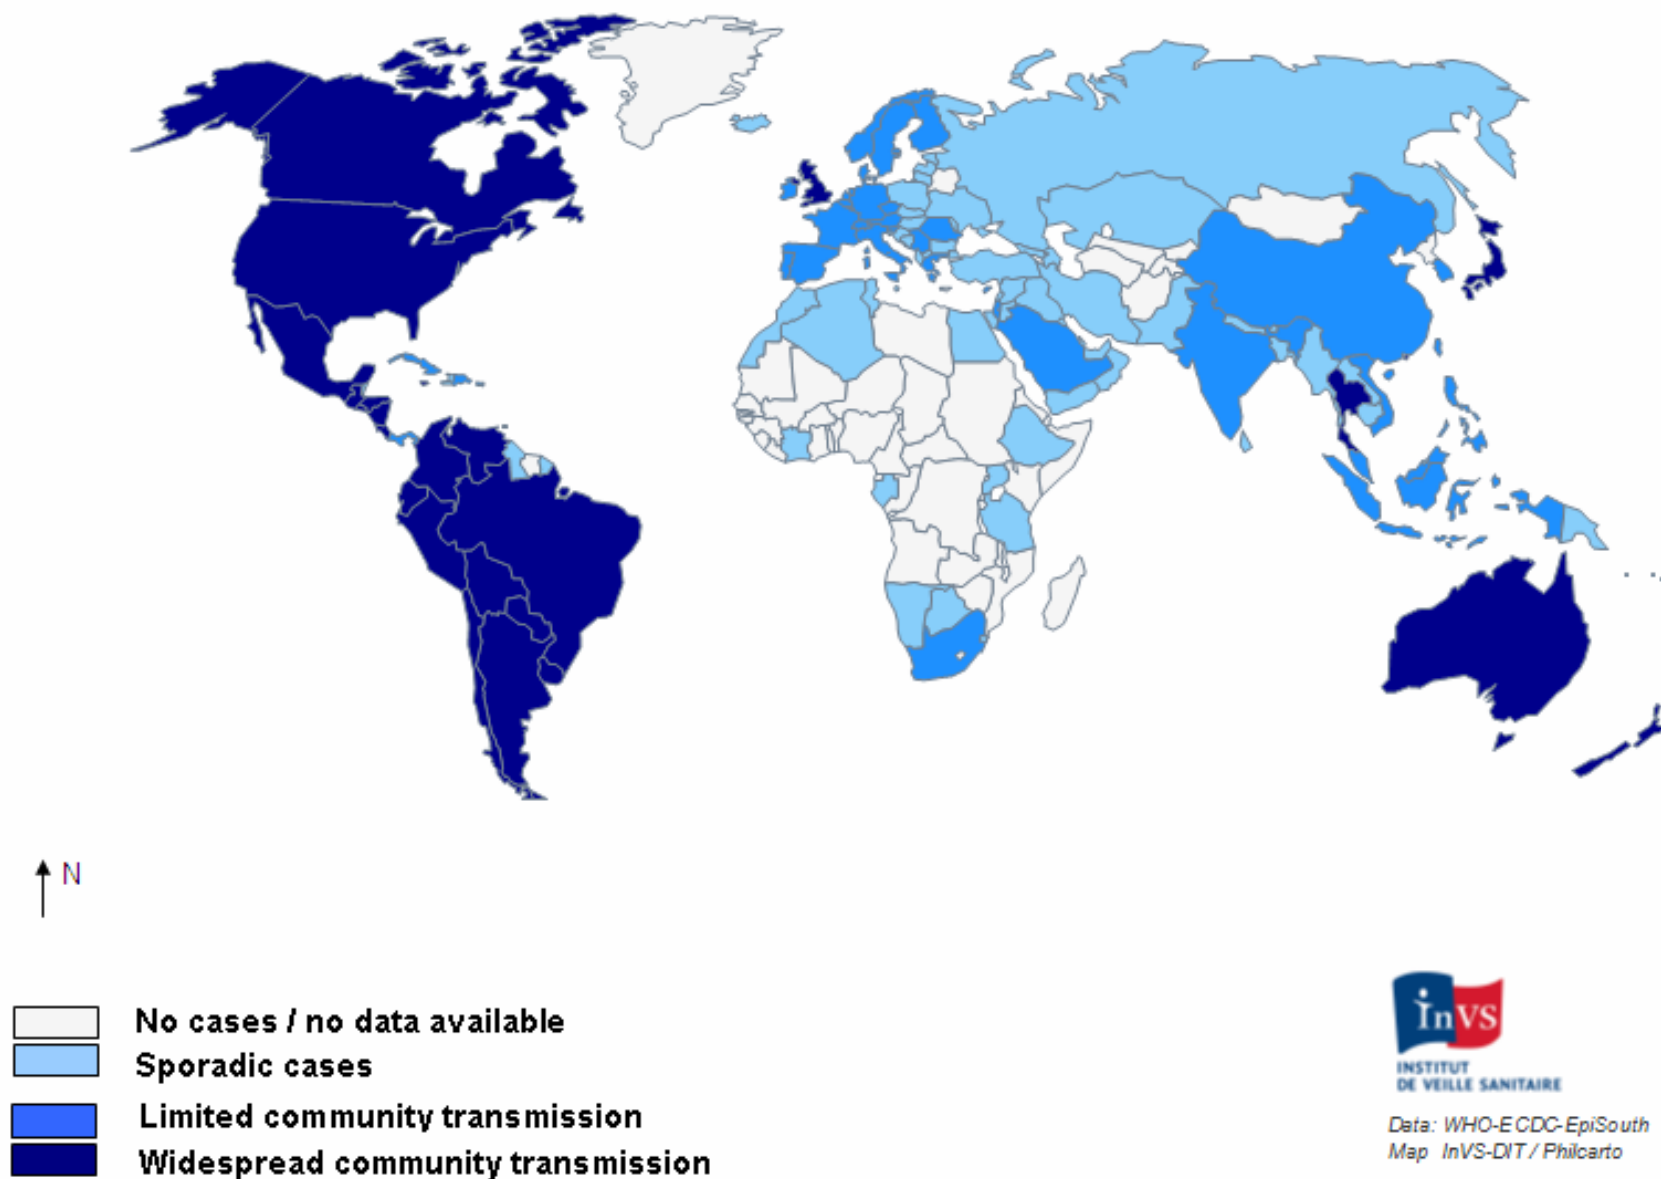 N
No cases / no data available
Sporadic cases
Limited community transmission
Widespread community transmission
InVS
INSTITUT
DE VEILLE SANITAIRE
Data: WHO-ECDC-EpiSouth
Map InVS-DIT / Philcarto